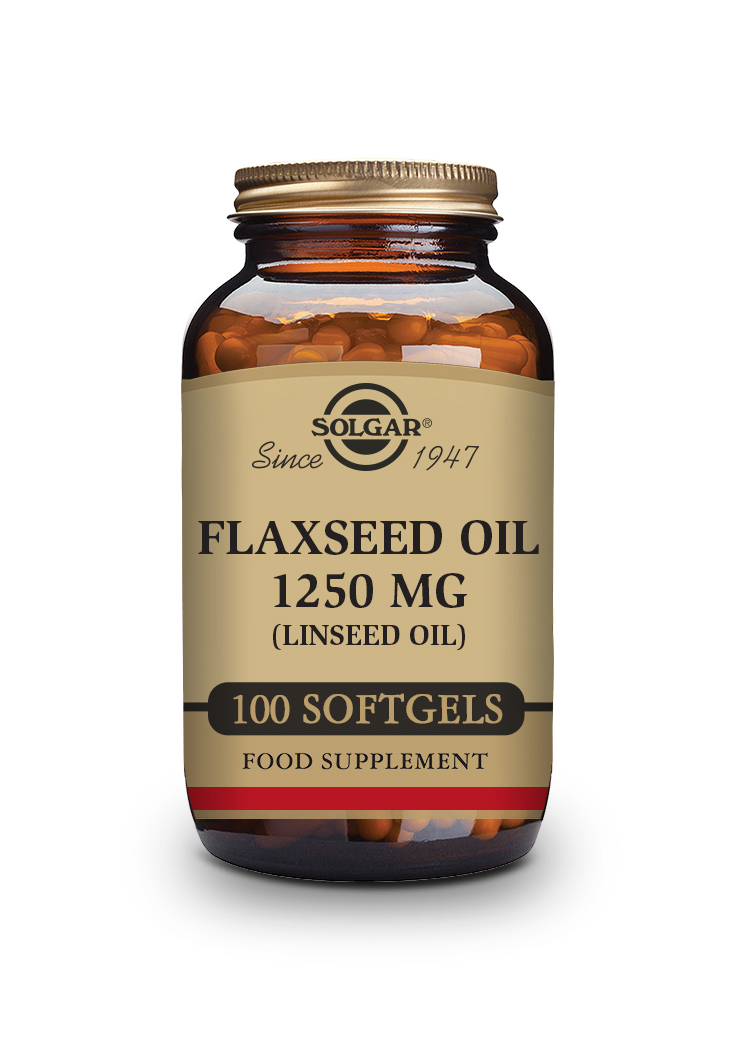 SOLGAR®
Since 1947
FLAXSEED OIL
1250 MG
(LINSEED OIL)
100 SOFTGELS
FOOD SUPPLEMENT